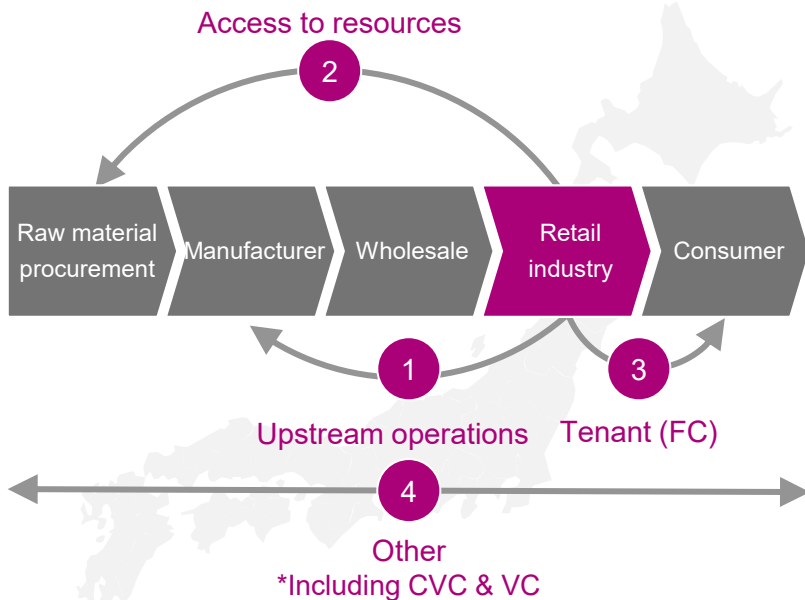 Access to resources
2
Raw material
procurement
Manufacturer
Wholesale
Retail
industry
Consumer
1
3
Upstream operations
Tenant (FC)
4
Other
*Including CVC & VC